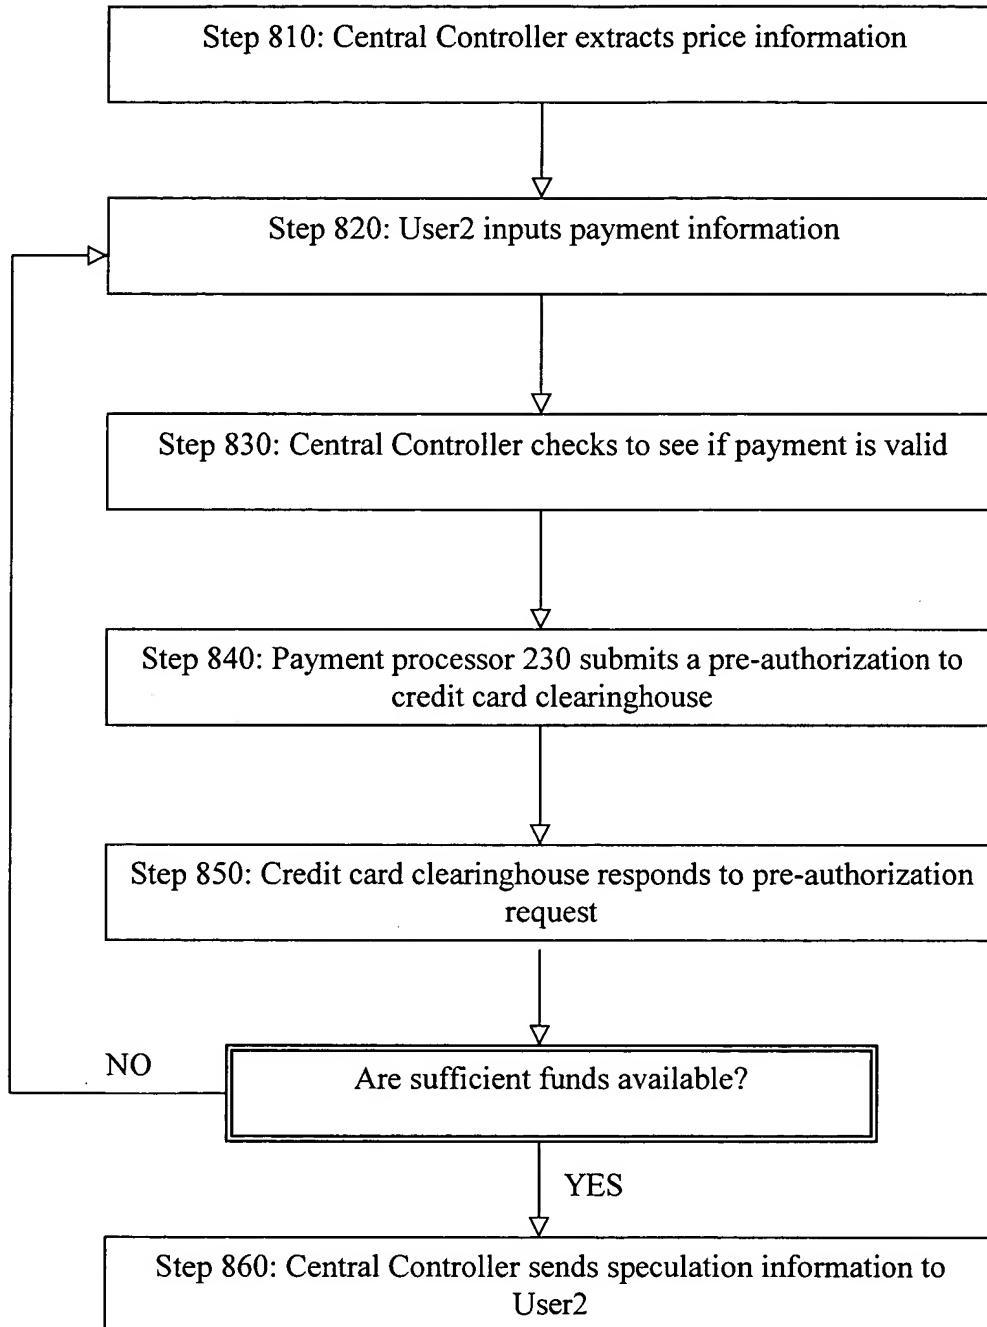 Step 810: Central Controller extracts price information
Step 820: User2 inputs payment information
Step 830: Central Controller checks to see if payment is valid
Step 840: Payment processor 230 submits a pre-authorization to
credit card clearinghouse
Step 850: Credit card clearinghouse responds to pre-authorization
request
NO
Are sufficient funds available?
YES
Step 860: Central Controller sends speculation information to
User2